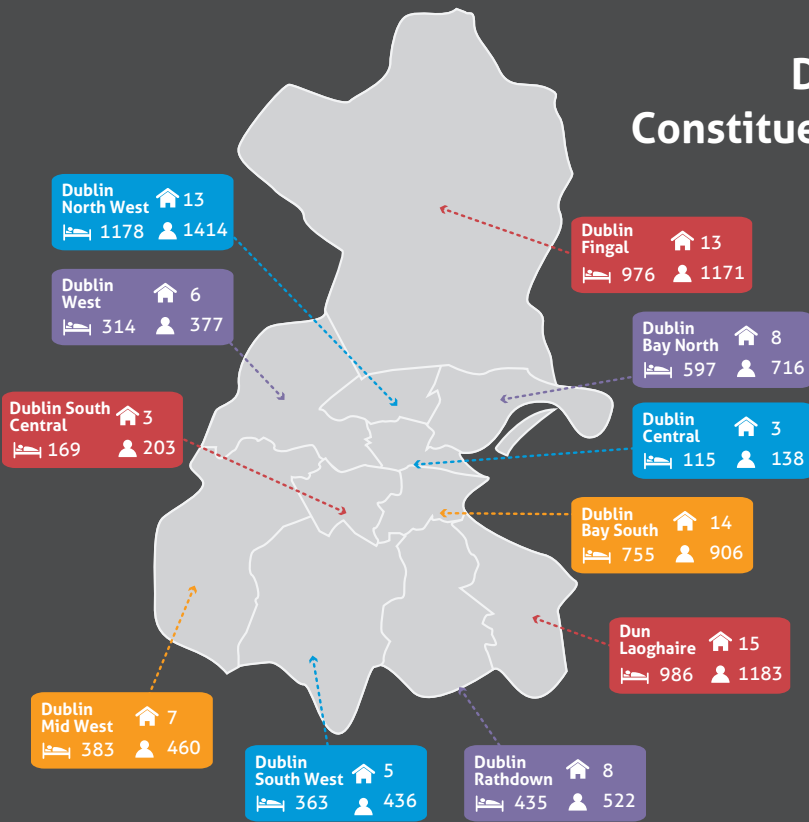 D
Constitue
Dublin
North West 13
1178 1414
Dublin
Fingal 13
976 1171
Dublin
West 6
314 377
Dublin
Bay North 8
597 716
Dublin South
Central 3
169 203
Dublin
Central 3
115 138
Dublin
Bay South 14
755 906
Dun
Laoghaire 15
986 1183
Dublin
Mid West 7
383 460
Dublin
South West 5
363 436
Dublin
Rathdown 8
435 522